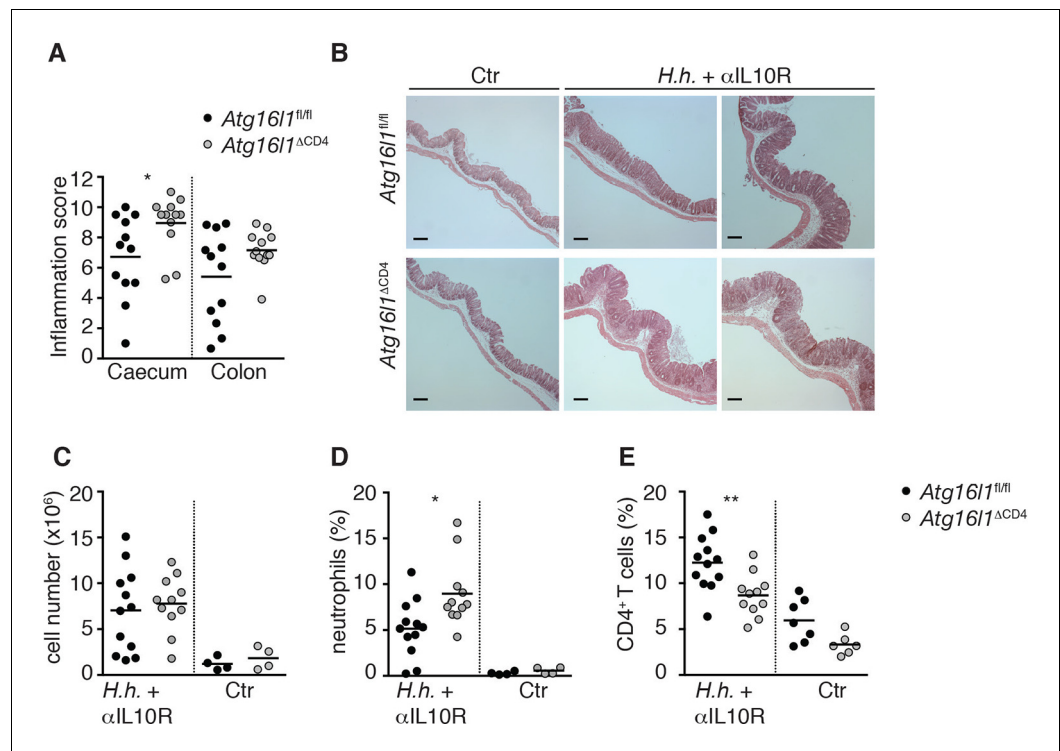 A
Atg16l1fl/fl
Atg16l1ΔCD4
Inflammation score
12
10
8
6
4
2
0
*
Caecum
Colon
B
Ctr
H.h. + αIL10R
Atg16l1fl/fl
Atg16l1ΔCD4
C
cell number (x10⁶)
20
15
10
5
0
H.h. +
αIL10R
Ctr
D
neutrophils (%)
20
15
10
5
0
*
H.h. +
αIL10R
Ctr
E
CD4⁺ T cells (%)
20
15
10
5
0
**
H.h. +
αIL10R
Ctr
Atg16l1fl/fl
Atg16l1ΔCD4